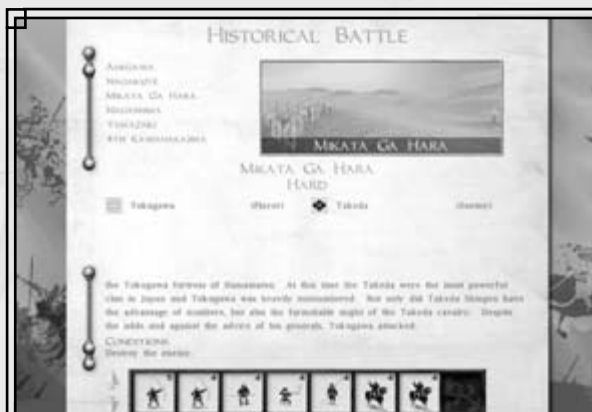 HISTORICAL BATTLE
ANEGAWA
NAGAKUTE
MIKATA GA HARA
NAGASHINO
YAMAZAKI
4TH KAWANAKAJIMA
MIKATA GA HARA
MIKATA GA HARA
HARD
Tokugawa (Player) Takeda
the Tokugawa fortress of Hamamatsu. At this time the Takeda were the most powerful
clan in Japan and Tokugawa was heavily outnumbered. Not only did Takeda Shingen have
the advantage of numbers, but also the formidable might of the Takeda cavalry. Despite
the odds and against the advice of his generals, Tokugawa attacked.
CONDITIONS
Destroy the enemy.